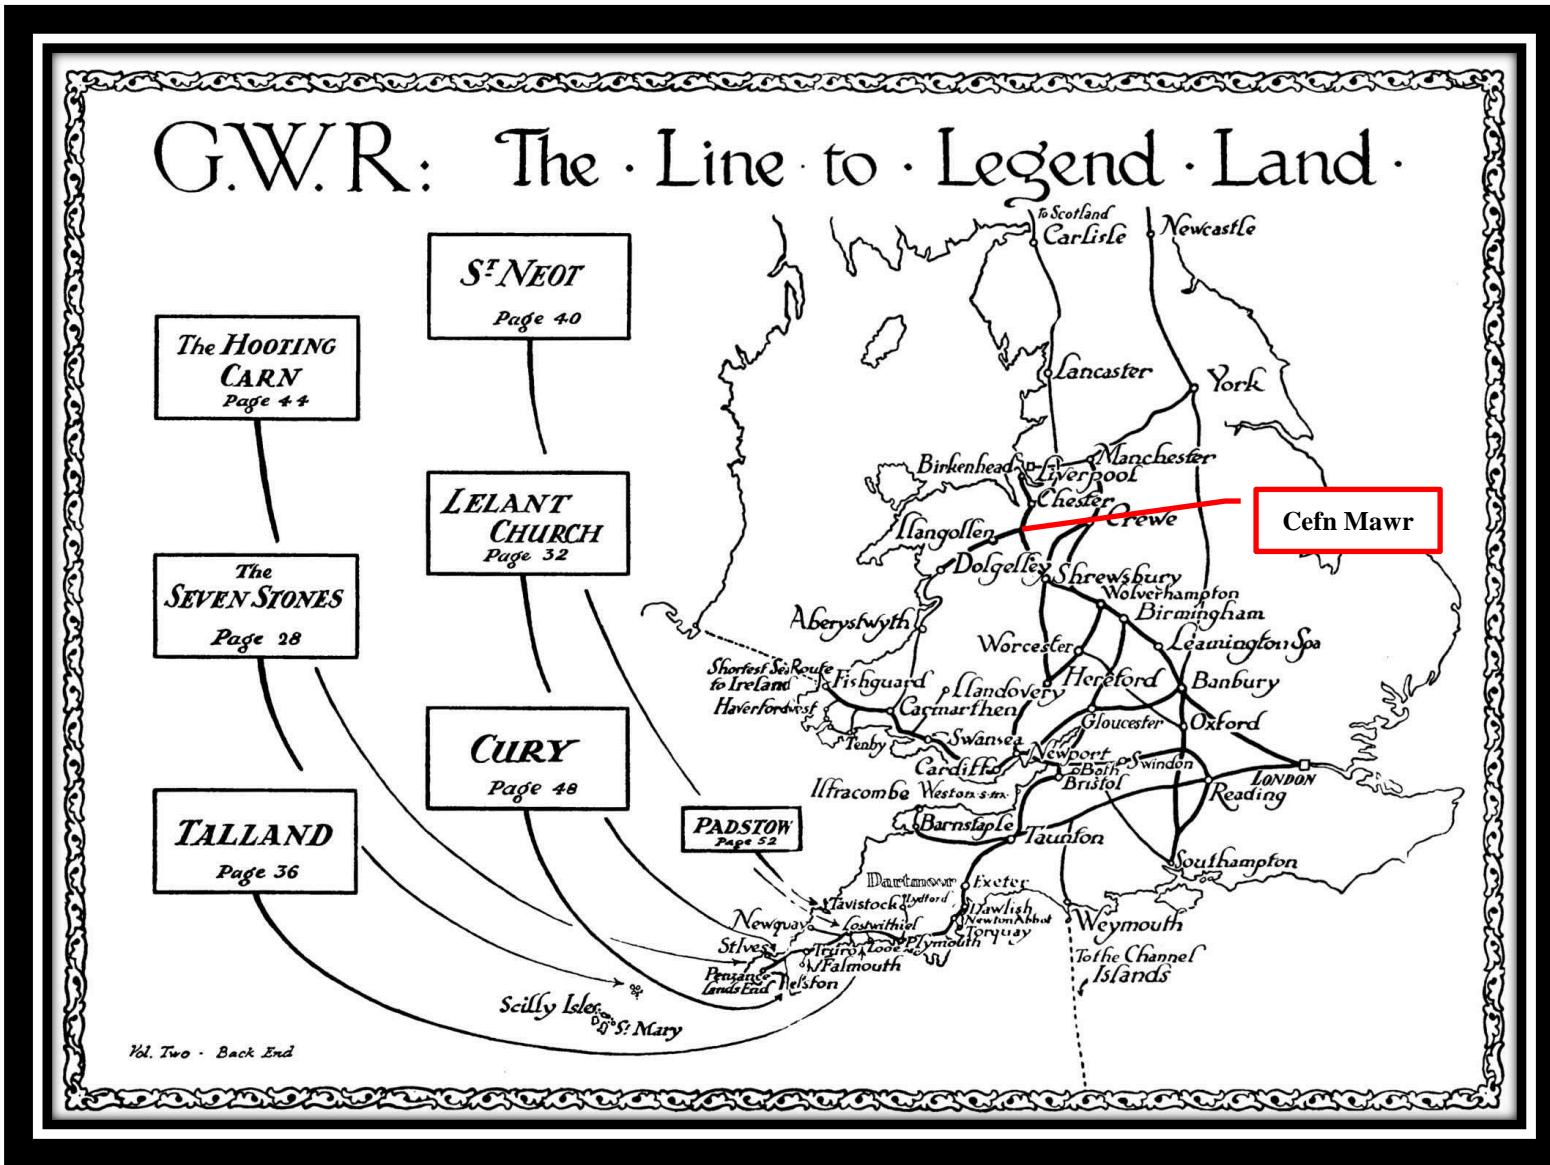 G.W.R: The · Line · to · Legend · Land ·
St NEOT
Page 40
The HOOTING
CARN
Page 44
LELANT
CHURCH
Page 32
The
SEVEN STONES
Page 28
CURY
Page 48
TALLAND
Page 36
PADSTOW
Page 52
To Scotland
Carlisle
Newcastle
Lancaster
York
Birkenhead
Manchester
Liverpool
Chester
Crewe
Cefn Mawr
Llangollen
Dolgelley
Shrewsbury
Wolverhampton
Birmingham
Aberystwyth
Worcester
Leamington Spa
Shortest Sea Route
to Ireland
Fishguard
Llandovery
Hereford
Banbury
Haverfordwest
Carmarthen
Gloucester
Oxford
Tenby
Swansea
Newport
Swindon
Cardiff
Bath
Bristol
LONDON
Reading
Ilfracombe
Weston-s-mr.
Barnstaple
Taunton
Southampton
Dartmoor
Exeter
Tavistock
Lydford
Dawlish
Newton Abbot
Torquay
Weymouth
Newquay
Lostwithiel
St Ives
Truro
Looe
Plymouth
Falmouth
Penzance
Lands End
Helston
To the Channel
Islands
Scilly Isles
St Mary
Vol. Two · Back End